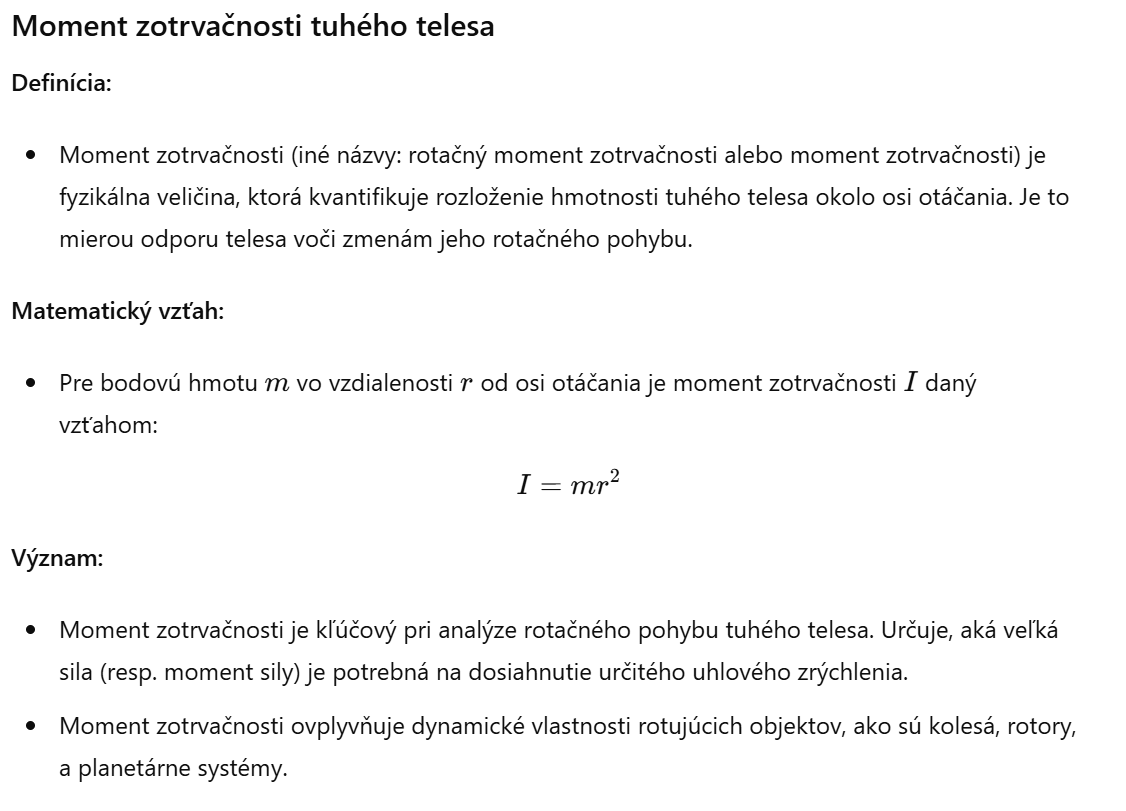 Moment zotrvačnosti tuhého telesa
Definícia:
• Moment zotrvačnosti (iné názvy: rotačný moment zotrvačnosti alebo moment zotrvačnosti) je
fyzikálna veličina, ktorá kvantifikuje rozloženie hmotnosti tuhého telesa okolo osi otáčania. Je to
mierou odporu telesa voči zmenám jeho rotačného pohybu.
Matematický vzťah:
• Pre bodovú hmotu m vo vzdialenosti r od osi otáčania je moment zotrvačnosti I daný
vzťahom:
I = mr²
Význam:
• Moment zotrvačnosti je kľúčový pri analýze rotačného pohybu tuhého telesa. Určuje, aká veľká
sila (resp. moment sily) je potrebná na dosiahnutie určitého uhlového zrýchlenia.
• Moment zotrvačnosti ovplyvňuje dynamické vlastnosti rotujúcich objektov, ako sú kolesá, rotory,
a planetárne systémy.